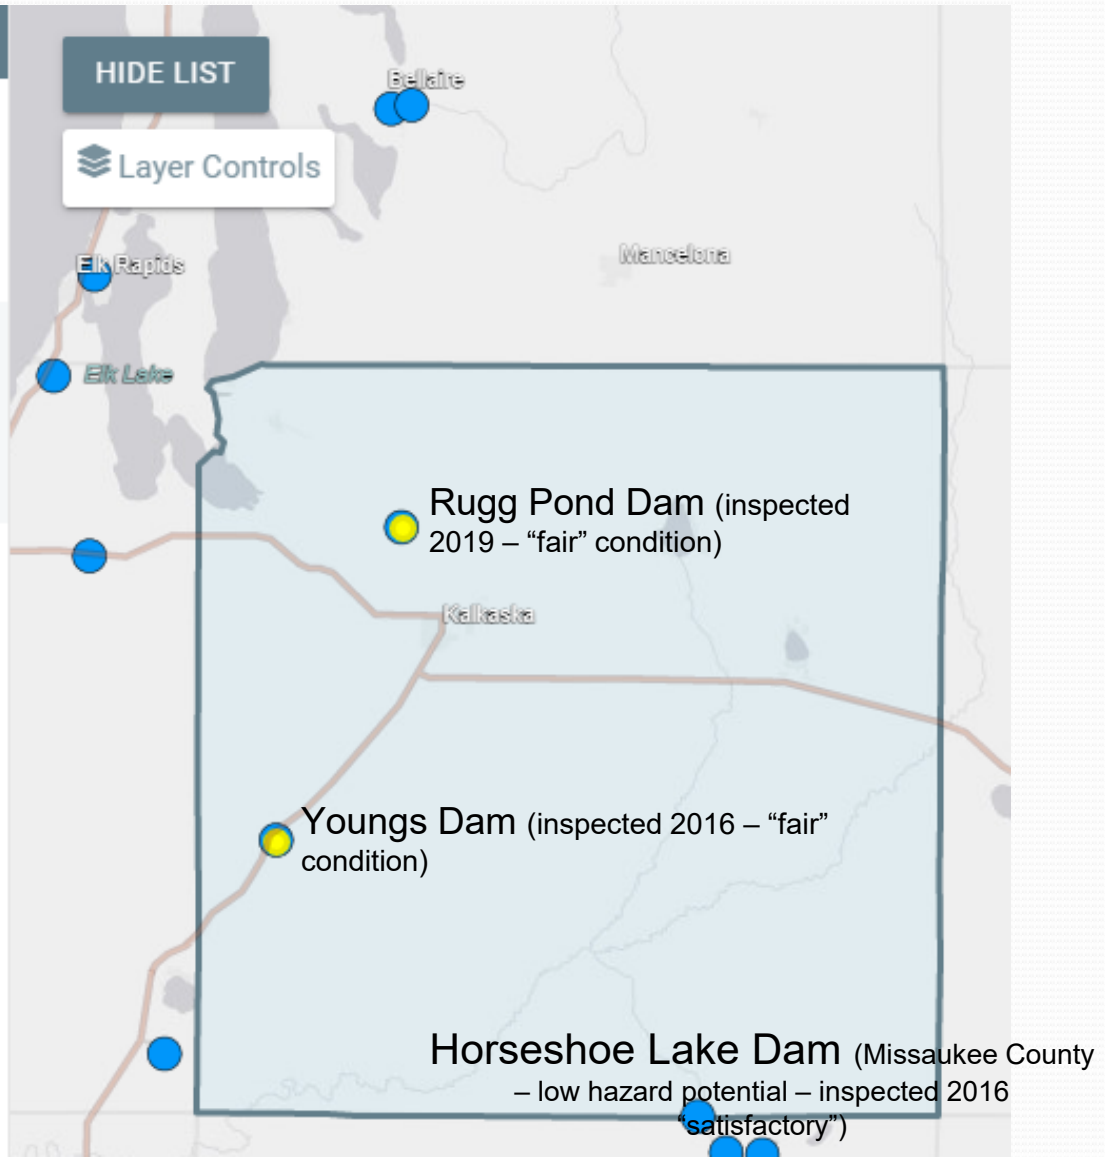 HIDE LIST
Bellaire
Layer Controls
Mancelona
Elk Rapids
Elk Lake
Rugg Pond Dam (inspected
2019 – “fair” condition)
Kalkaska
Youngs Dam (inspected 2016 – “fair”
condition)
Horseshoe Lake Dam (Missaukee County
– low hazard potential – inspected 2016
“satisfactory”)